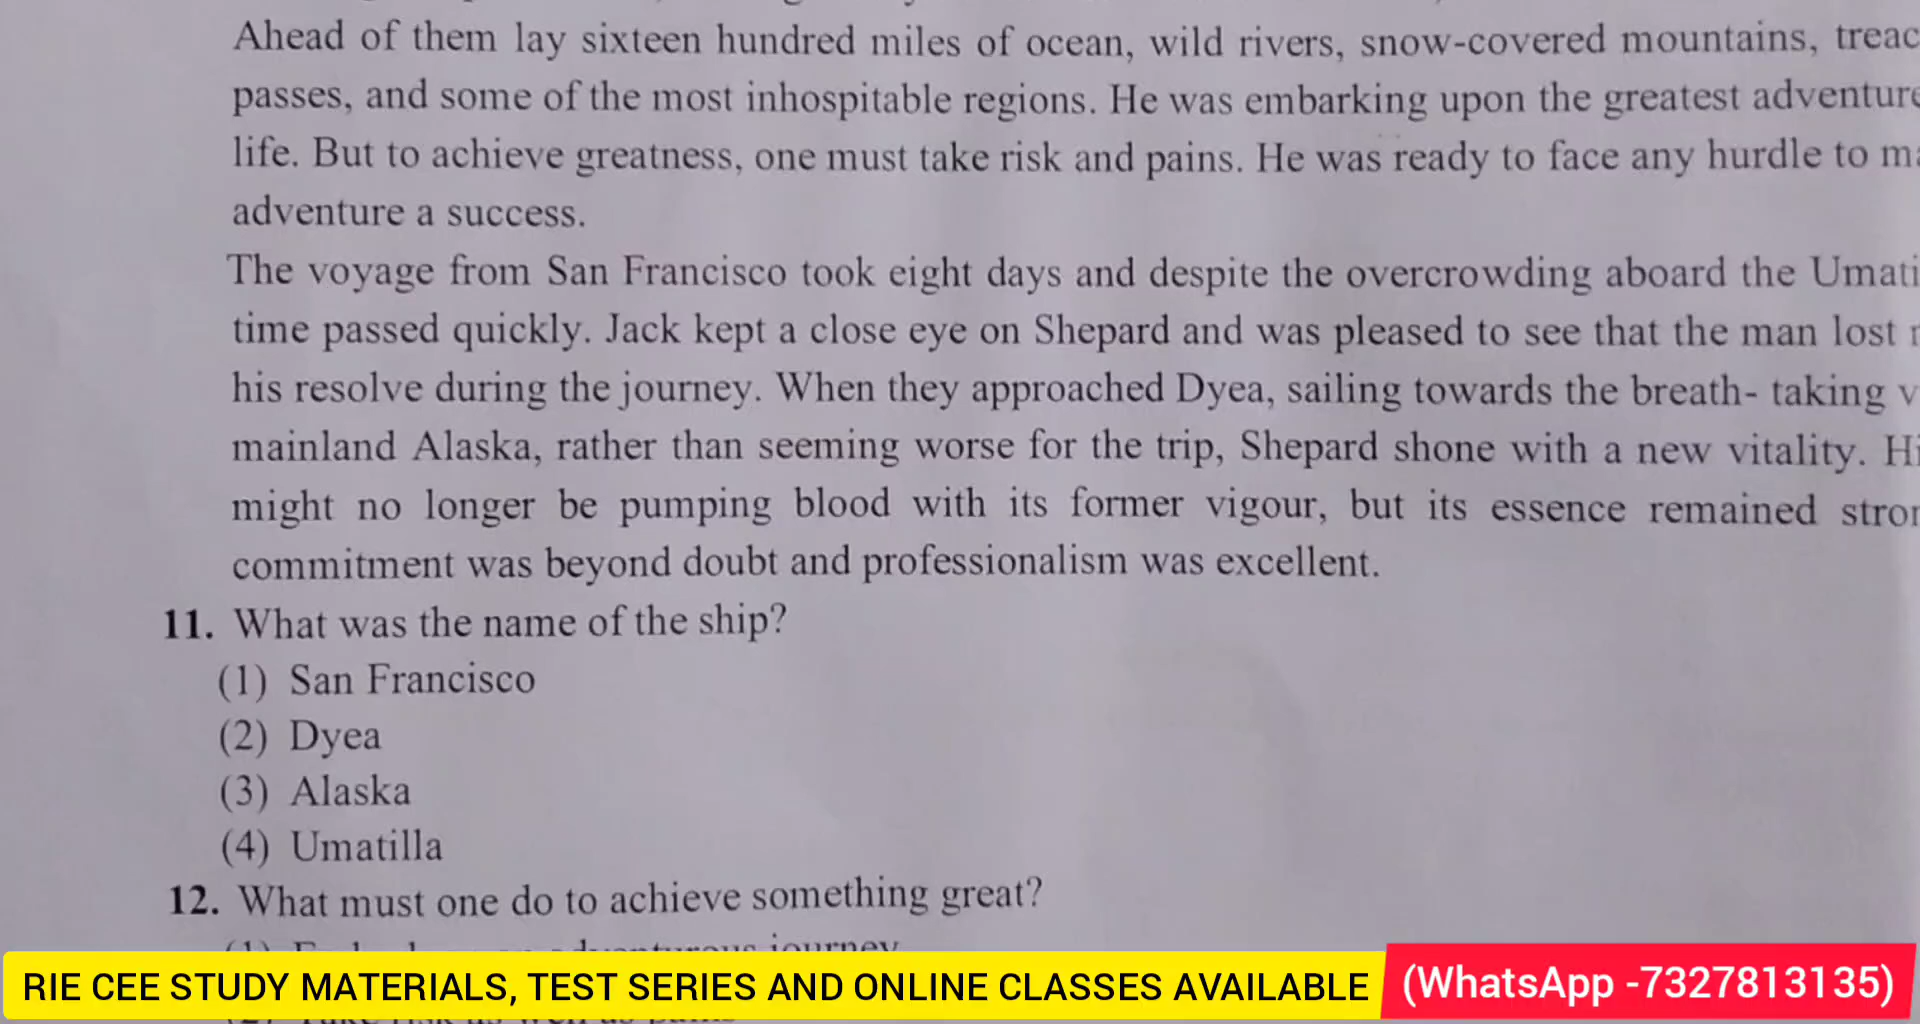 Ahead of them lay sixteen hundred miles of ocean, wild rivers, snow-covered mountains,
passes, and some of the most inhospitable regions. He was embarking upon the greatest
life. But to achieve greatness, one must take risk and pains. He was ready to face any hurdle to
adventure a success.
The voyage from San Francisco took eight days and despite the overcrowding aboard the
time passed quickly. Jack kept a close eye on Shepard and was pleased to see that the man lost
his resolve during the journey. When they approached Dyea, sailing towards the breath- taking
mainland Alaska, rather than seeming worse for the trip, Shepard shone with a new vitality.
might no longer be pumping blood with its former vigour, but its essence remained
commitment was beyond doubt and professionalism was excellent.
11. What was the name of the ship?
(1) San Francisco
(2) Dyea
(3) Alaska
(4) Umatilla
12. What must one do to achieve something great?
journey
RIE CEE STUDY MATERIALS, TEST SERIES AND ONLINE CLASSES AVAILABLE (WhatsApp -7327813135)